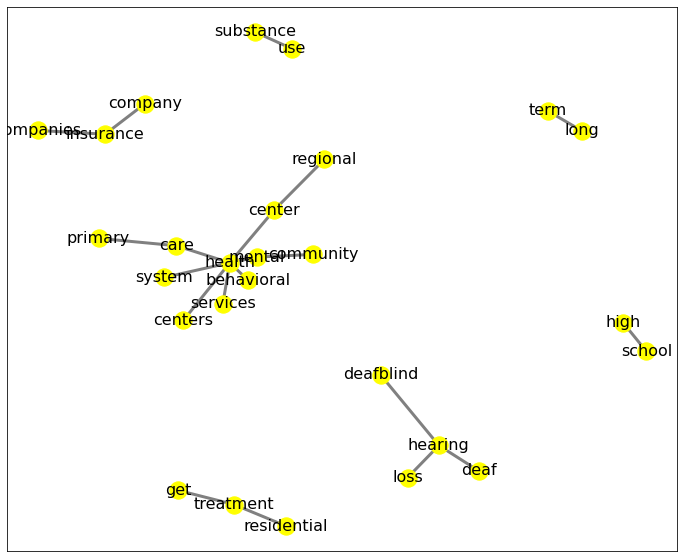 substance
use
company
ompanies
insurance
term
long
regional
center
primary
care
mental
community
health
system
behavioral
services
centers
high
school
deafblind
hearing
loss
deaf
get
treatment
residential